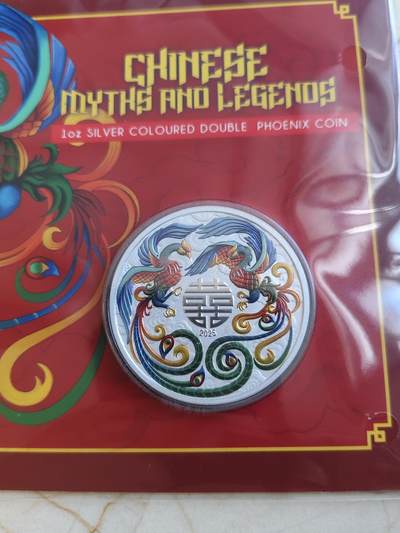 CHINESE
MYTHS AND LEGENDS
1oz SILVER COLOURED DOUBLE PHOENIX COIN
囍
2025